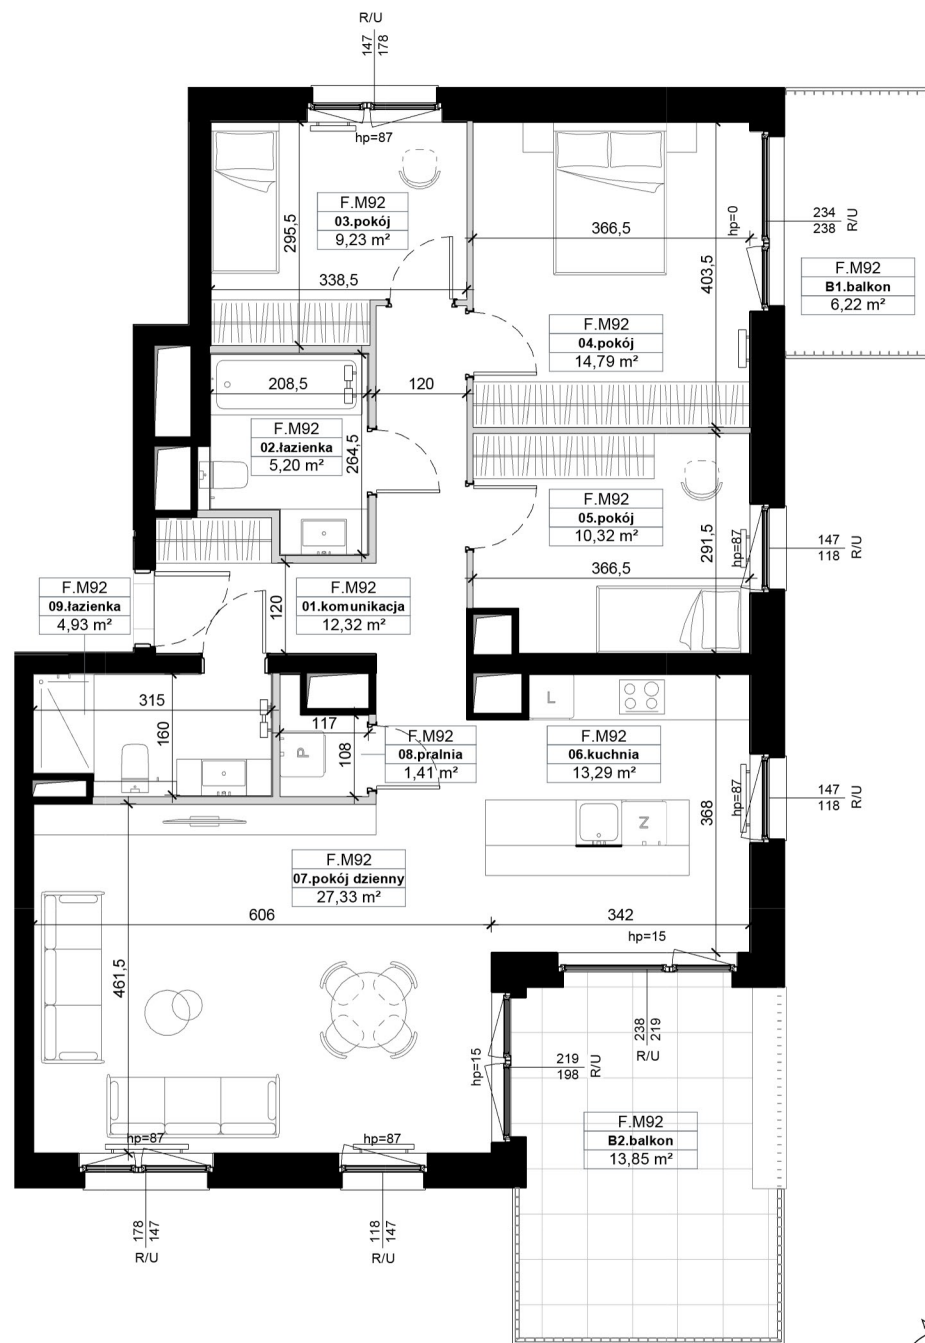 R/U
147
178
hp=87
F.M92
03.pokój
9,23 m²
295,5
338,5
366,5
hp=0
403,5
234
238
R/U
F.M92
B1.balkon
6,22 m²
F.M92
04.pokój
14,79 m²
208,5
120
F.M92
02.łazienka
5,20 m²
264,5
F.M92
05.pokój
10,32 m²
291,5
hp=87
147
118
R/U
366,5
F.M92
09.łazienka
4,93 m²
120
F.M92
01.komunikacja
12,32 m²
315
160
117
108
P
F.M92
08.pralnia
1,41 m²
L
F.M92
06.kuchnia
13,29 m²
368
hp=87
147
118
R/U
Z
F.M92
07.pokój dzienny
27,33 m²
606
342
hp=15
461,5
238
219
R/U
hp=15
219
198
R/U
F.M92
B2.balkon
13,85 m²
hp=87
hp=87
178
147
R/U
118
147
R/U